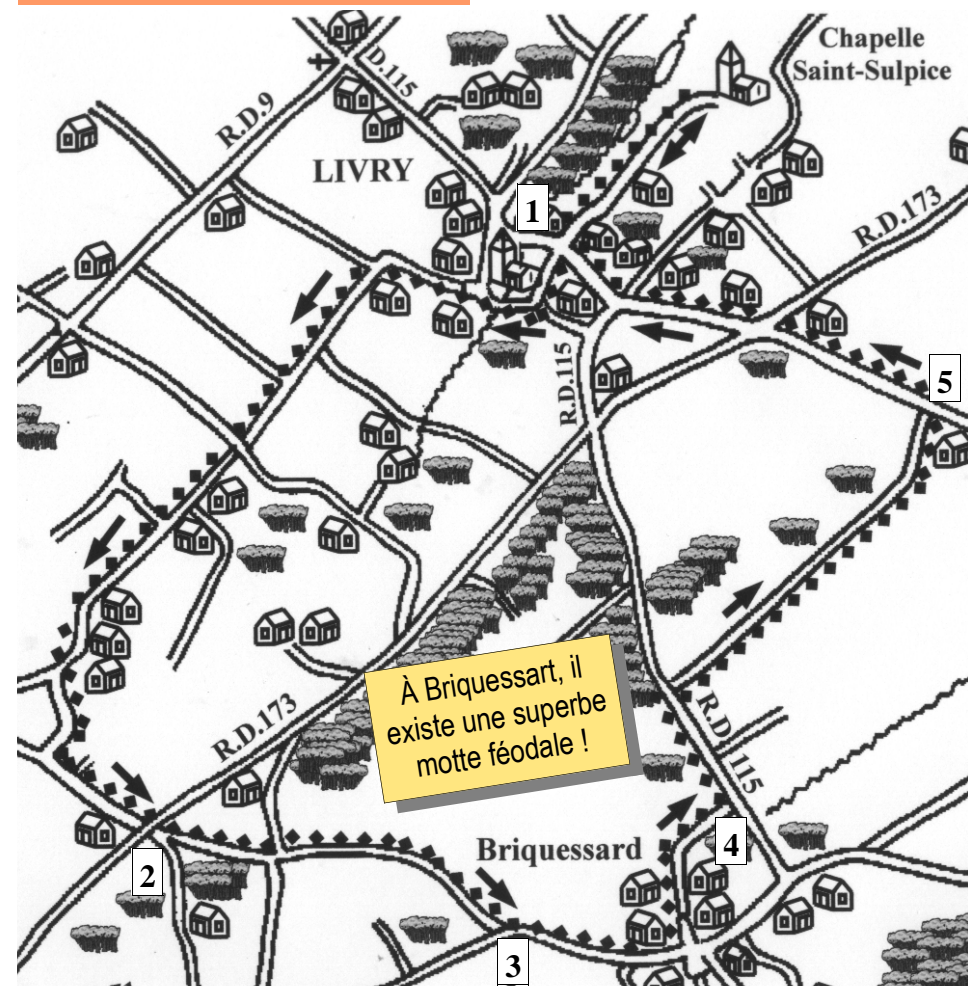 Chapelle
Saint-Sulpice
D.115
R.D.9
LIVRY
1
R.D.173
R.D.115
5
À Briquessart, il
existe une superbe
motte féodale !
R.D.173
R.D.115
Briquessard
4
2
3